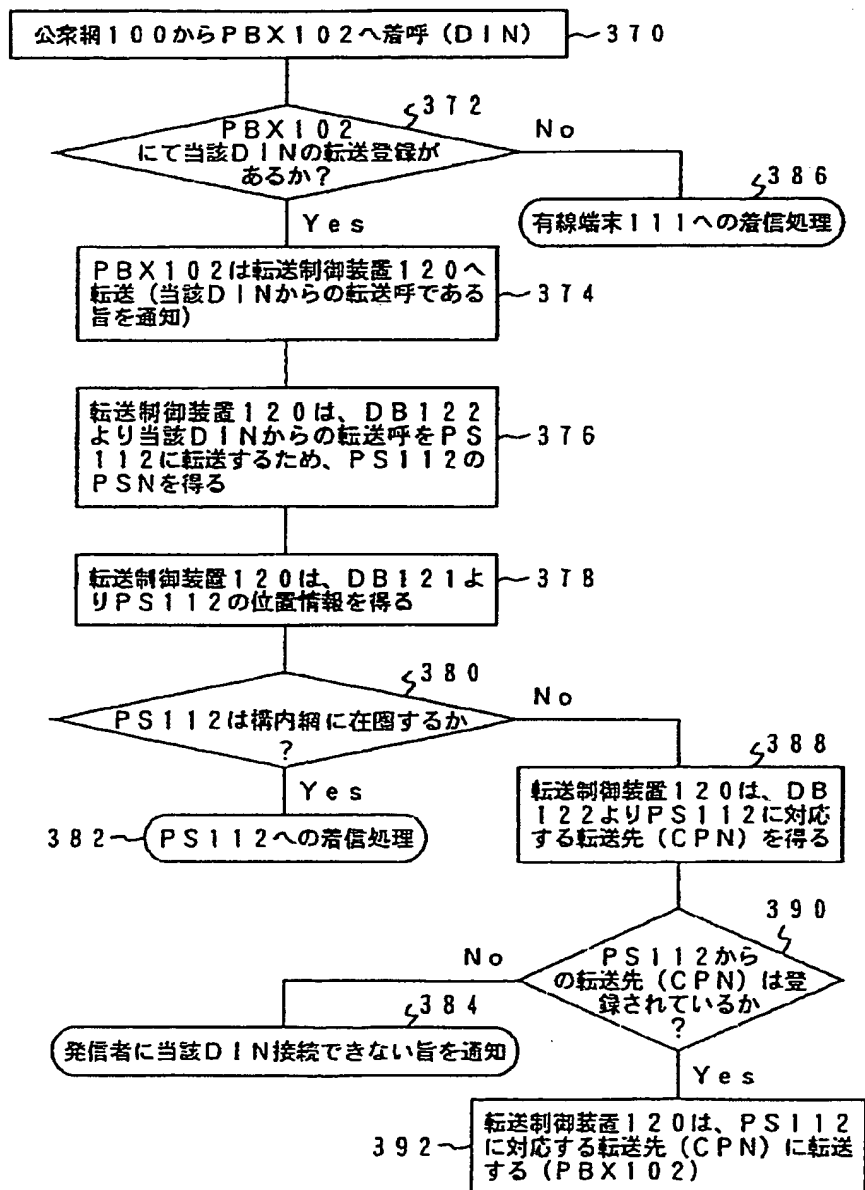 公衆網100からPBX102へ着呼(DIN)
370
372
PBX102
にて当該DINの転送登録が
あるか?
No
Yes
386
有線端末111への着信処理
PBX102は転送制御装置120へ
転送(当該DINからの転送呼である
旨を通知)
374
転送制御装置120は、DB122
より当該DINからの転送呼をPS
112に転送するため、PS112の
PSNを得る
376
転送制御装置120は、DB121よ
りPS112の位置情報を得る
378
380
PS112は構内網に在圏するか
?
No
Yes
382
PS112への着信処理
388
転送制御装置120は、DB
122よりPS112に対応
する転送先(CPN)を得る
390
PS112から
の転送先(CPN)は登
録されているか
?
No
Yes
384
発信者に当該DIN接続できない旨を通知
392
転送制御装置120は、PS112
に対応する転送先(CPN)に転送
する(PBX102)